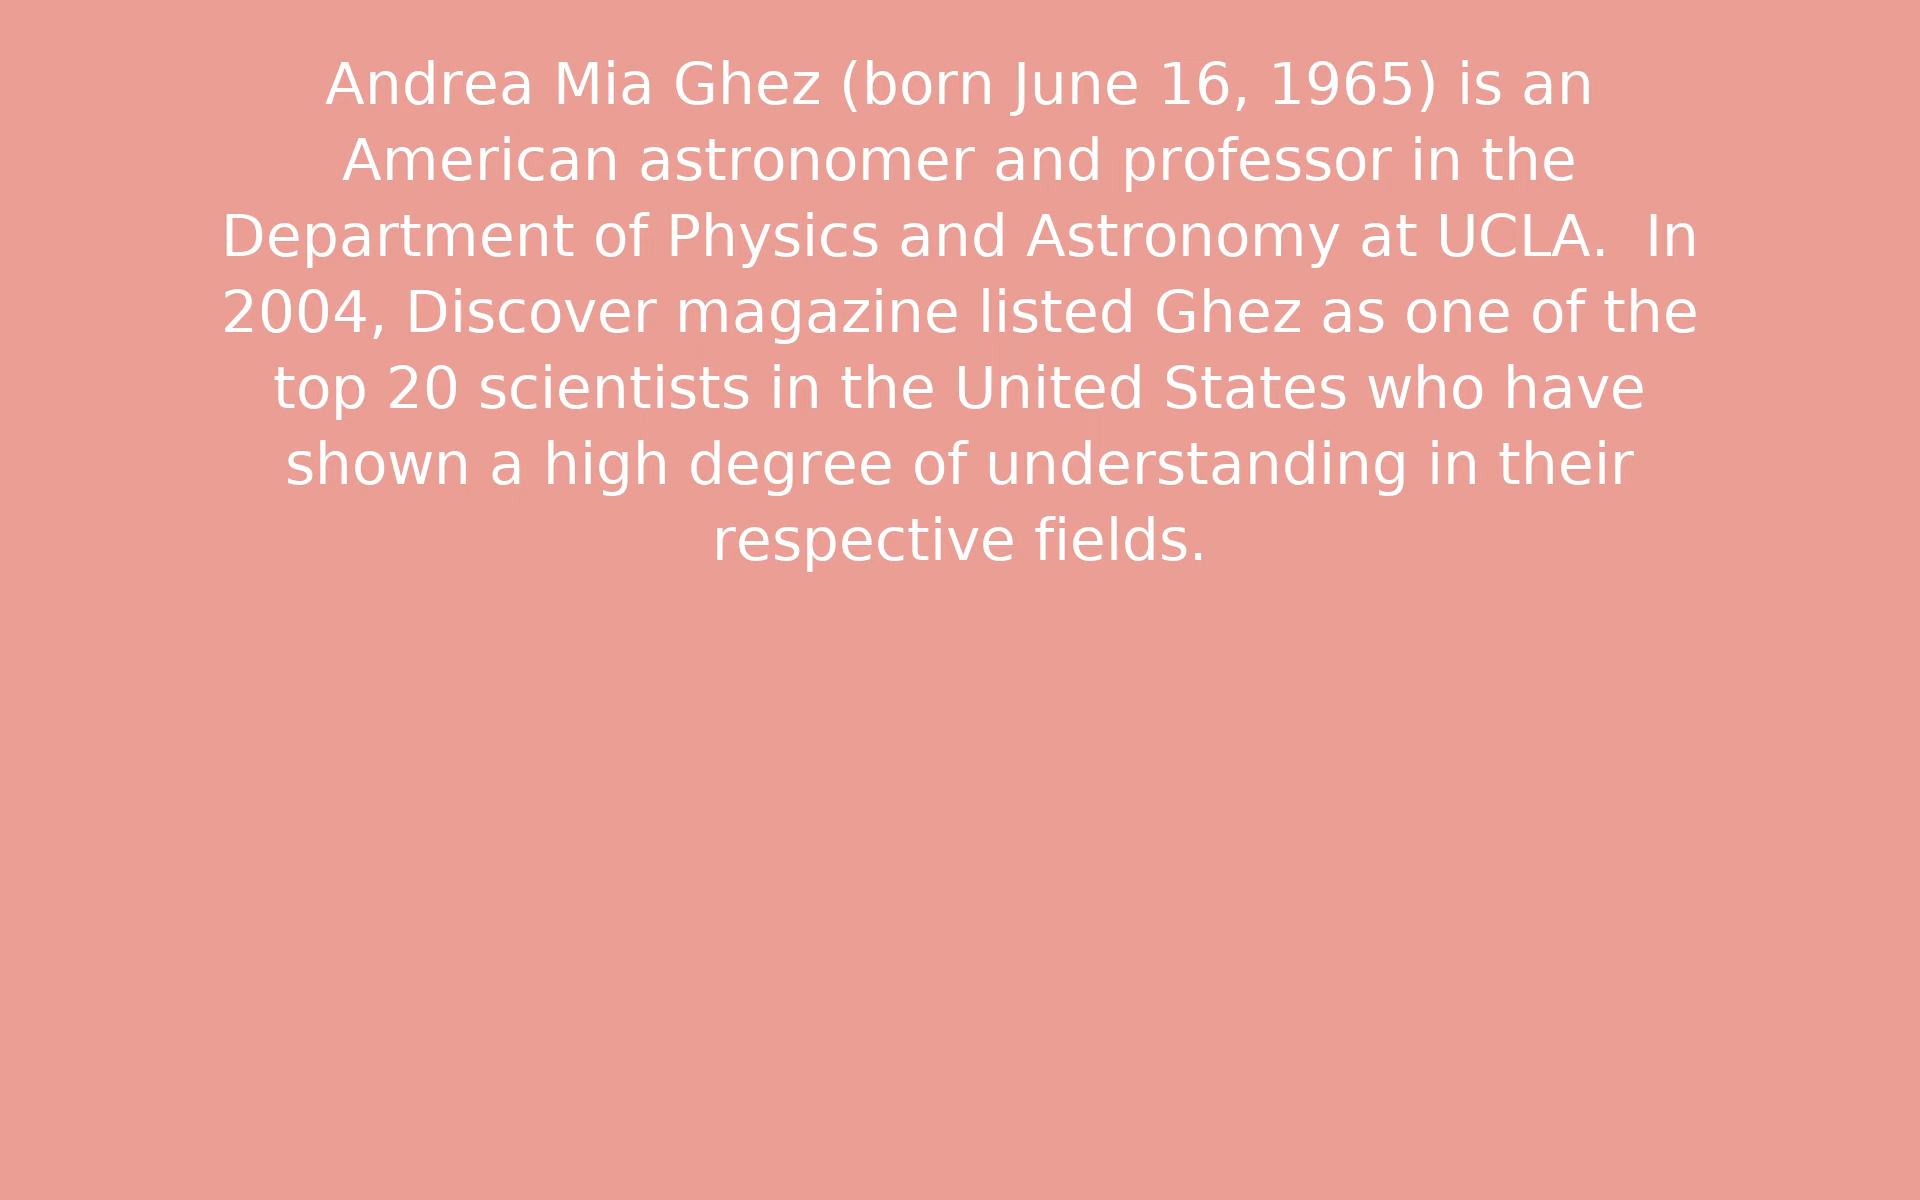 Andrea Mia Ghez (born June 16, 1965) is an
American astronomer and professor in the
Department of Physics and Astronomy at UCLA.  In
2004, Discover magazine listed Ghez as one of the
top 20 scientists in the United States who have
shown a high degree of understanding in their
respective fields.